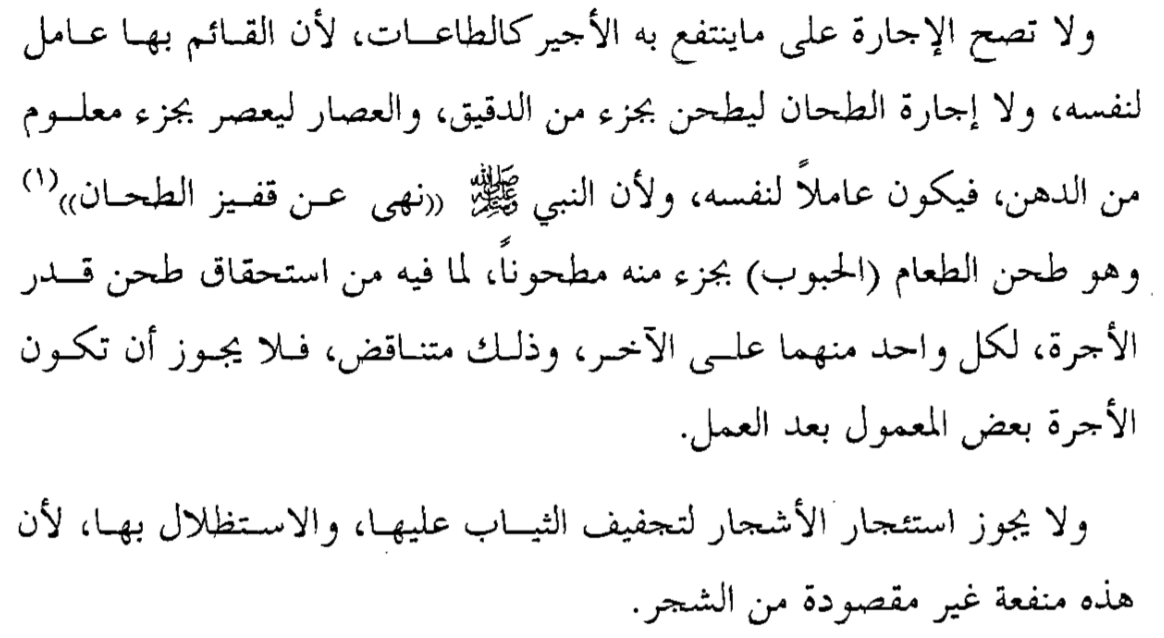 ولا تصح الإجارة على ماينتفع به الأجير كالطاعات، لأن القائم بها عامل
لنفسه، ولا إجارة الطحان ليطحن بجزء من الدقيق، والعصار ليعصر بجزء معلوم
من الدهن، فيكون عاملاً لنفسه، ولأن النبي ﷺ «نهى عن قفيز الطحان»(١)
وهو طحن الطعام (الحبوب) بجزء منه مطحوناً، لما فيه من استحقاق طحن قدر
الأجرة، لكل واحد منهما على الآخر، وذلك متناقض، فلا يجوز أن تكون
الأجرة بعض المعمول بعد العمل.
ولا يجوز استئجار الأشجار لتجفيف الثياب عليها، والاستظلال بها، لأن
هذه منفعة غير مقصودة من الشجر.